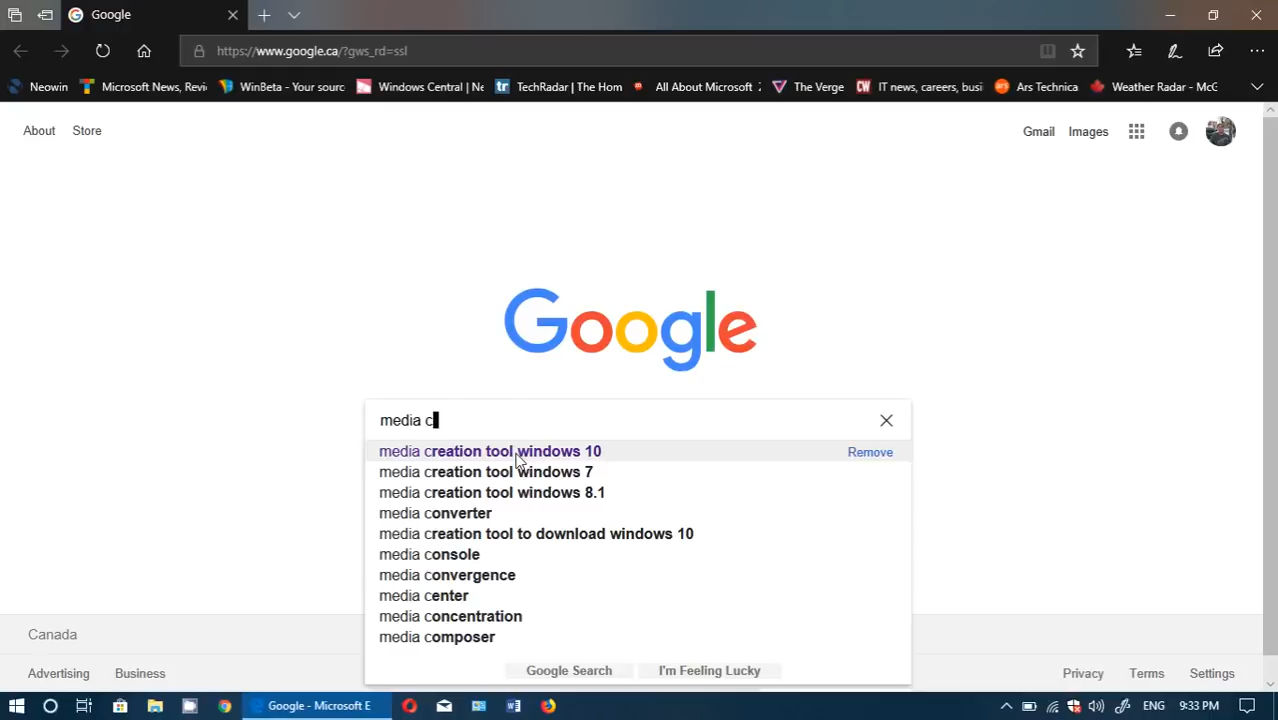 Google
https://www.google.ca/?gws_rd=ssl
Neowin
Microsoft News, Revi
WinBeta - Your sourc
Windows Central | Ne
tr TechRadar | The Hom
All About Microsoft
The Verge
CW IT news, careers, busi
Ars Technica
Weather Radar - McG
About Store
Gmail Images
Google
media c
media creation tool windows 10 Remove
media creation tool windows 7
media creation tool windows 8.1
media converter
media creation tool to download windows 10
media console
media convergence
media center
media concentration
media composer
Google Search I'm Feeling Lucky
Canada
Advertising Business Privacy Terms Settings
Google - Microsoft E
ENG 9:33 PM